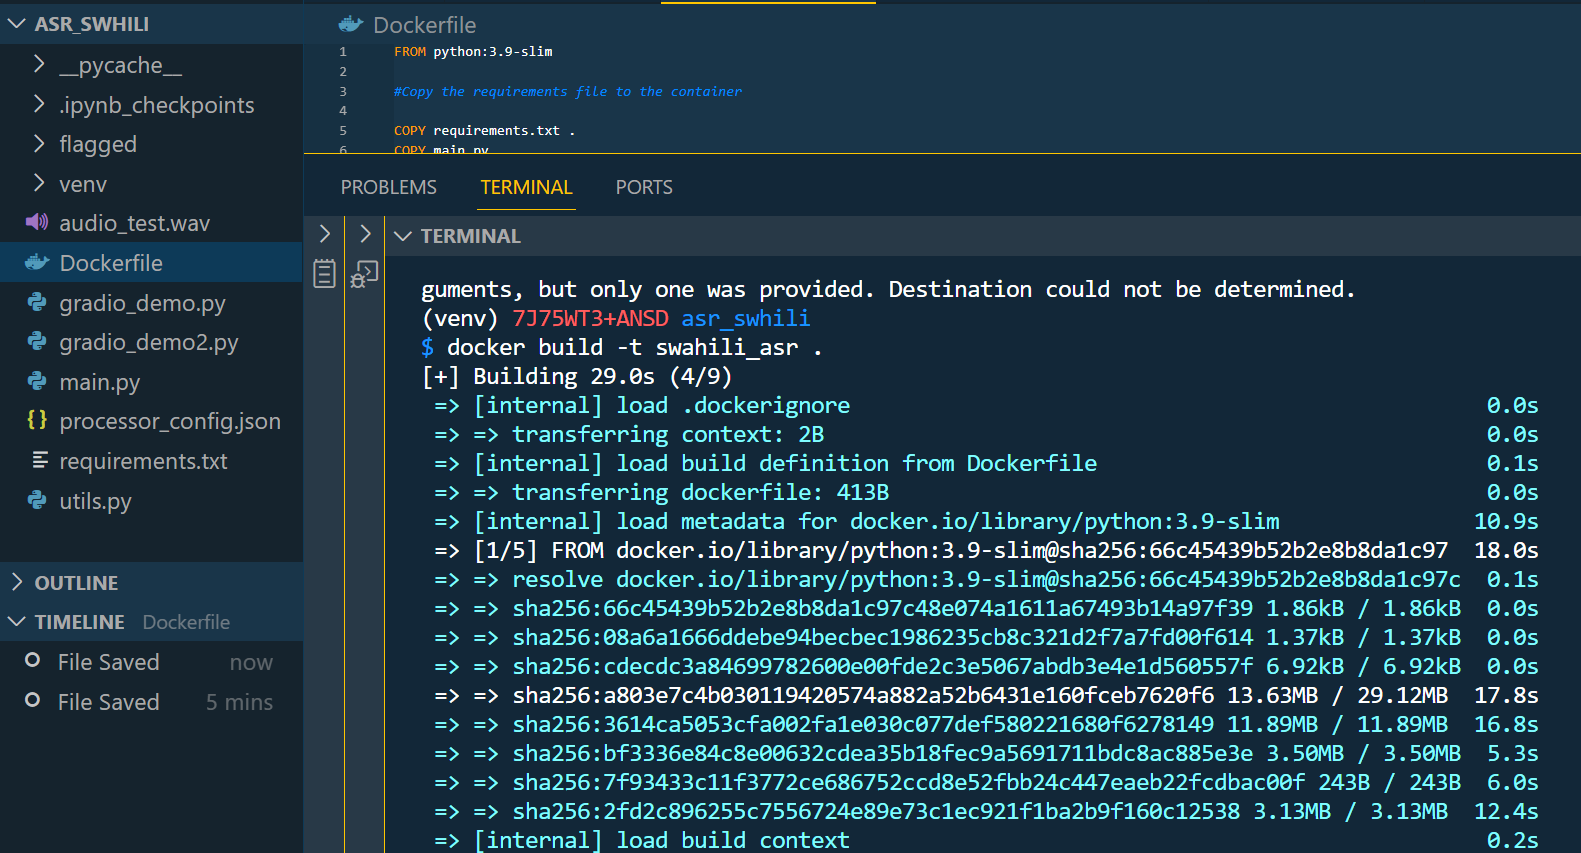 ASR_SWHILI
__pycache__
.ipynb_checkpoints
flagged
venv
audio_test.wav
Dockerfile
gradio_demo.py
gradio_demo2.py
main.py
processor_config.json
requirements.txt
utils.py
OUTLINE
TIMELINE Dockerfile
File Saved now
File Saved 5 mins
Dockerfile
1 FROM python:3.9-slim
2
3 #Copy the requirements file to the container
4
5 COPY requirements.txt .
6 COPY main.py
PROBLEMS TERMINAL PORTS
TERMINAL
guments, but only one was provided. Destination could not be determined.
(venv) 7J75WT3+ANSD asr_swhili
$ docker build -t swahili_asr .
[+] Building 29.0s (4/9)
=> [internal] load .dockerignore 0.0s
=> => transferring context: 2B 0.0s
=> [internal] load build definition from Dockerfile 0.1s
=> => transferring dockerfile: 413B 0.0s
=> [internal] load metadata for docker.io/library/python:3.9-slim 10.9s
=> [1/5] FROM docker.io/library/python:3.9-slim@sha256:66c45439b52b2e8b8da1c97 18.0s
=> => resolve docker.io/library/python:3.9-slim@sha256:66c45439b52b2e8b8da1c97c 0.1s
=> => sha256:66c45439b52b2e8b8da1c97c48e074a1611a67493b14a97f39 1.86kB / 1.86kB 0.0s
=> => sha256:08a6a1666ddebe94becbec1986235cb8c321d2f7a7fd00f614 1.37kB / 1.37kB 0.0s
=> => sha256:cdecdc3a84699782600e00fde2c3e5067abdb3e4e1d560557f 6.92kB / 6.92kB 0.0s
=> => sha256:a803e7c4b030119420574a882a52b6431e160fceb7620f6 13.63MB / 29.12MB 17.8s
=> => sha256:3614ca5053cfa002fa1e030c077def580221680f6278149 11.89MB / 11.89MB 16.8s
=> => sha256:bf3336e84c8e00632cdea35b18fec9a5691711bdc8ac885e3e 3.50MB / 3.50MB 5.3s
=> => sha256:7f93433c11f3772ce686752ccd8e52fbb24c447eaeb22fcdbac00f 243B / 243B 6.0s
=> => sha256:2fd2c896255c7556724e89e73c1ec921f1ba2b9f160c12538 3.13MB / 3.13MB 12.4s
=> [internal] load build context 0.2s